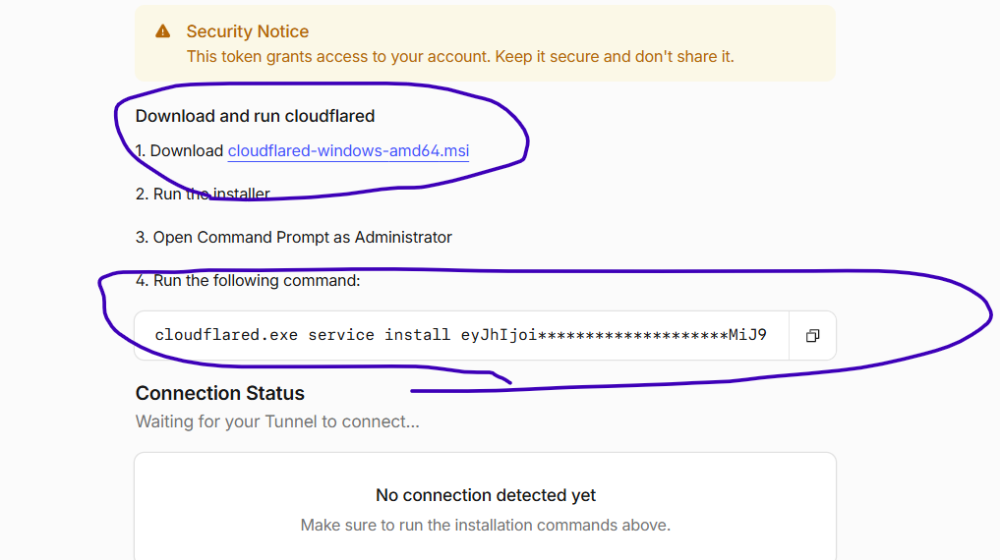 Security Notice
This token grants access to your account. Keep it secure and don't share it.
Download and run cloudflared
1. Download cloudflared-windows-amd64.msi
2. Run the installer
3. Open Command Prompt as Administrator
4. Run the following command:
cloudflared.exe service install eyJhIjoi********************MiJ9
Connection Status
Waiting for your Tunnel to connect...
No connection detected yet
Make sure to run the installation commands above.